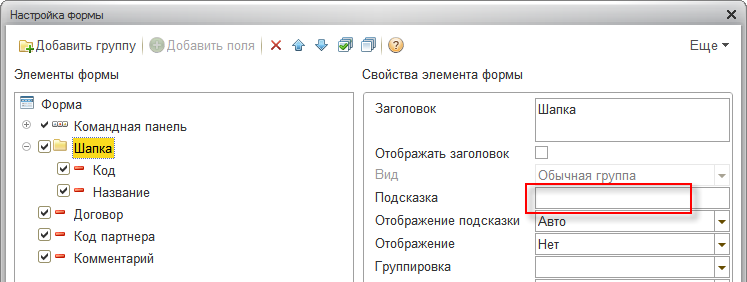 Настройка формы
Добавить группу Добавить поля Еще
Элементы формы
Форма
Командная панель
Шапка
Код
Название
Договор
Код партнера
Комментарий
Свойства элемента формы
Заголовок Шапка
Отображать заголовок
Вид Обычная группа
Подсказка
Отображение подсказки Авто
Отображение Нет
Группировка